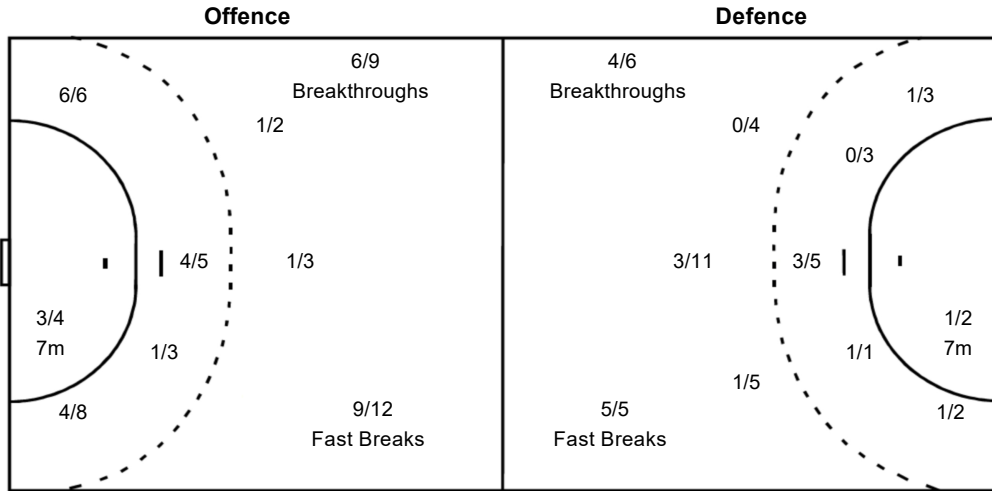 Offence
Defence
6/9
Breakthroughs
4/6
Breakthroughs
6/6
1/3
1/2
0/4
0/3
4/5
1/3
3/11
3/5
3/4
7m
1/2
7m
1/3
1/1
1/5
4/8
9/12
Fast Breaks
5/5
Fast Breaks
1/2